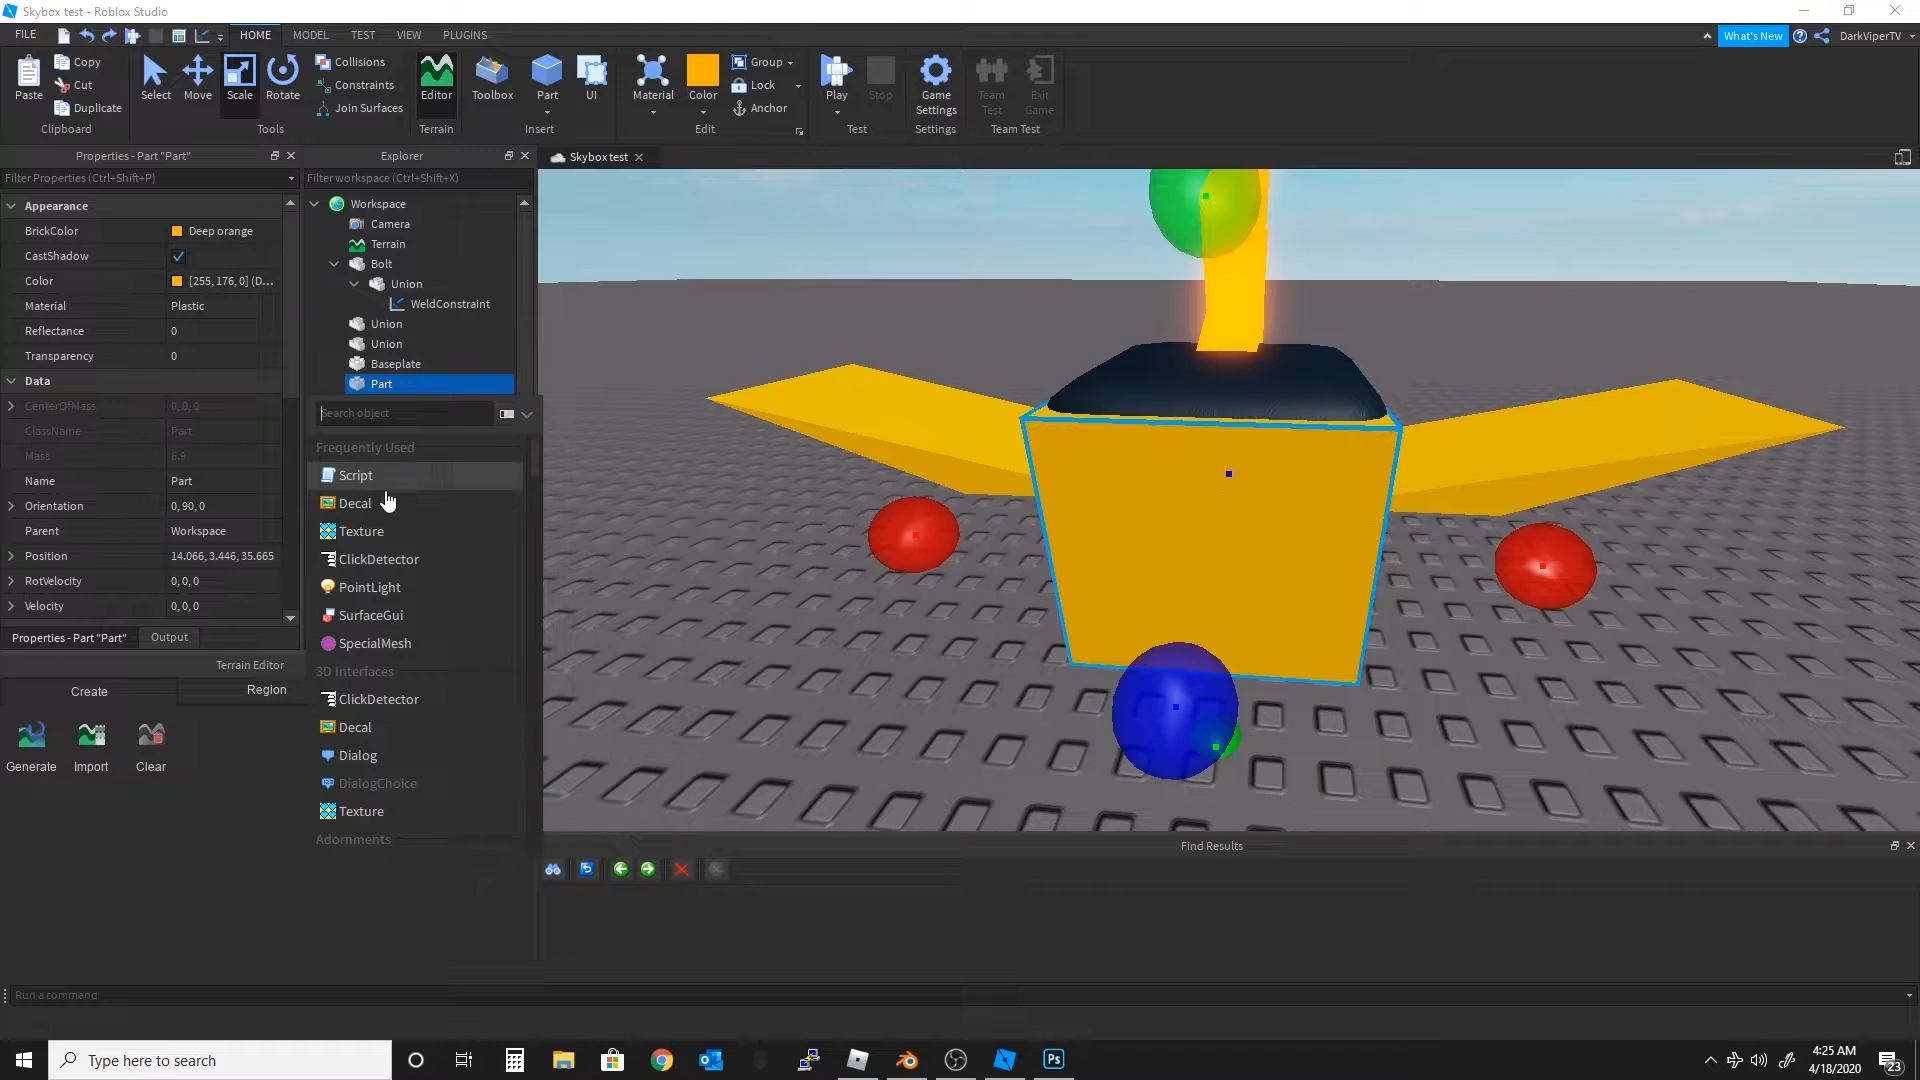 Skybox test - Roblox Studio
FILE HOME MODEL TEST VIEW PLUGINS What's New DarkViperTV
Paste Copy Cut Duplicate Clipboard
Select Move Scale Rotate Collisions Constraints Join Surfaces Tools
Editor Terrain
Toolbox Part UI Insert
Material Color Group Lock Anchor Edit
Play Stop Test
Game Settings Settings
Team Test Exit Game Team Test
Properties - Part "Part"
Filter Properties (Ctrl+Shift+P)
Appearance
BrickColor Deep orange
CastShadow
Color [255, 176, 0] (D...
Material Plastic
Reflectance 0
Transparency 0
Data
CenterOfMass 0, 0, 0
ClassName Part
Mass 6.9
Name Part
Orientation 0, 90, 0
Parent Workspace
Position 14.066, 3.446, 35.665
RotVelocity 0, 0, 0
Velocity 0, 0, 0
Properties - Part "Part" Output
Terrain Editor
Create Region
Generate Import Clear
Explorer
Filter workspace (Ctrl+Shift+X)
Workspace
Camera
Terrain
Bolt
Union
WeldConstraint
Union
Union
Baseplate
Part
Search object
Frequently Used
Script
Decal
Texture
ClickDetector
PointLight
SurfaceGui
SpecialMesh
3D Interfaces
ClickDetector
Decal
Dialog
DialogChoice
Texture
Adornments
Skybox test
Find Results
Run a command
Type here to search
Ps
4:25 AM
4/18/2020
23